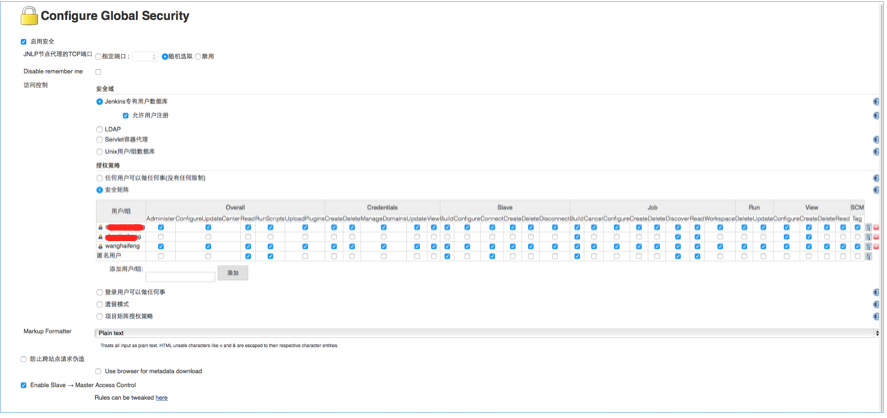 Configure Global Security
启用安全
JNLP节点代理的TCP端口 指定端口： 随机选取 禁用
Disable remember me
访问控制
安全域
Jenkins专有用户数据库
允许用户注册
LDAP
Servlet容器代理
Unix用户/组数据库
授权策略
任何用户可以做任何事(没有任何限制)
安全矩阵
用户/组 Overall Credentials Slave Job Run View SCM
Administer ConfigureUpdateCenter Read RunScripts UploadPlugins Create Delete ManageDomains Update View Build Configure Connect Create Delete Disconnect Build Cancel Configure Create Delete Discover Read Workspace Delete Update Configure Create Delete Read Tag
wanghaifeng
匿名用户
添加用户/组: 添加
登录用户可以做任何事
遗留模式
项目矩阵授权策略
Markup Formatter Plain text
Treats all input as plain text. HTML unsafe characters like < and & are escaped to their respective character entities.
防止跨站点请求伪造
Use browser for metadata download
Enable Slave → Master Access Control
Rules can be tweaked here